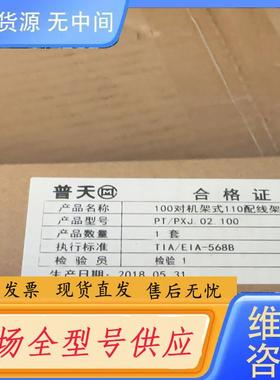 货源 无中间
普天 合格证
产品名称 100对机架式110配线架
产品型号 PT/PXJ.02.100
产品数量 1 套
执行标准 TIA/EIA-568B
检验员 检验 1
生产日期 2018.05.31
发票 现货直发 售后无忧
场全型号供应
维
咨